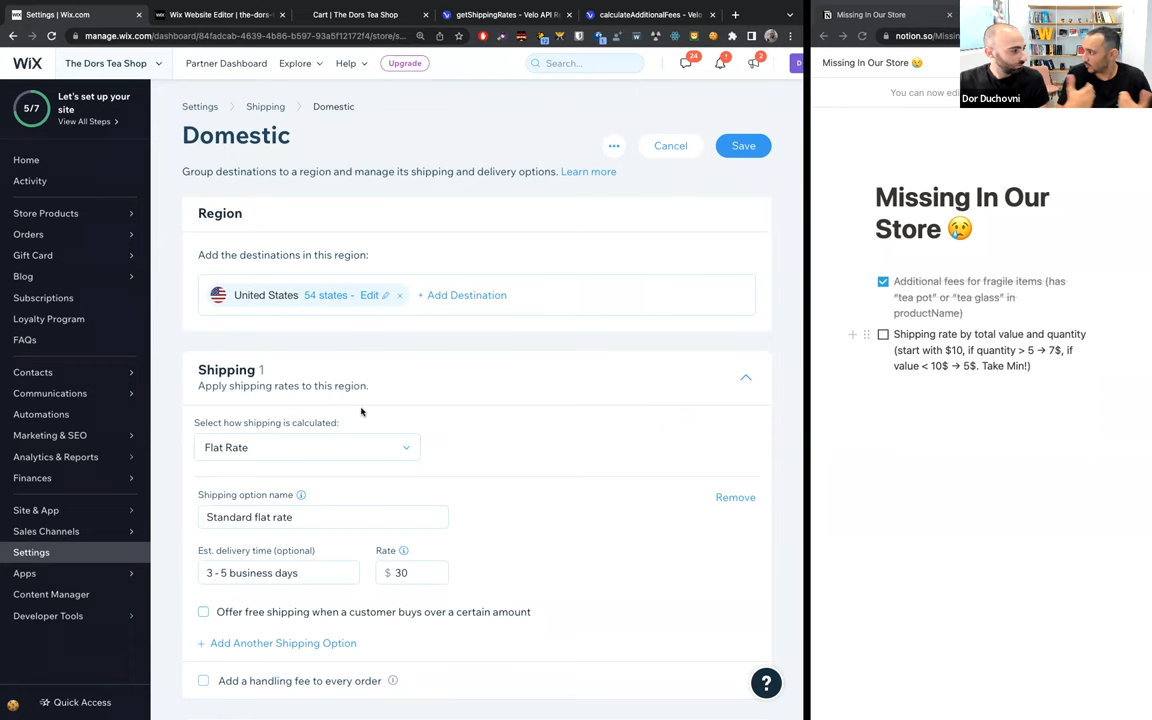 Settings | Wix.com
Wix Website Editor | the-dors-
Cart | The Dors Tea Shop
getShippingRates - Velo API R
calculateAdditionalFees - Velo
Missing In Our Store
manage.wix.com/dashboard/84fadcab-4639-4b86-b597-93a5f12172f4/store/s...
notion.so/Missin
WiX
The Dors Tea Shop
Partner Dashboard
Explore
Help
Upgrade
Search...
24
!
2
D
Missing In Our Store 😢
You can now edi
Dor Duchovni
5/7
Let's set up your
site
View All Steps >
Home
Activity
Store Products
Orders
Gift Card
Blog
Subscriptions
Loyalty Program
FAQs
Contacts
Communications
Automations
Marketing & SEO
Analytics & Reports
Finances
Site & App
Sales Channels
Settings
Apps
Content Manager
Developer Tools
Quick Access
Settings > Shipping > Domestic
Domestic
... Cancel Save
Group destinations to a region and manage its shipping and delivery options. Learn more
Region
Add the destinations in this region:
United States 54 states - Edit × + Add Destination
Shipping 1
Apply shipping rates to this region.
Select how shipping is calculated:
Flat Rate
Shipping option name
Remove
Standard flat rate
Est. delivery time (optional) Rate
3 - 5 business days $ 30
Offer free shipping when a customer buys over a certain amount
+ Add Another Shipping Option
Add a handling fee to every order
?
Missing In Our
Store 😢
Additional fees for fragile items (has
"tea pot" or "tea glass" in
productName)
Shipping rate by total value and quantity
(start with $10, if quantity > 5 → 7$, if
value < 10$ → 5$. Take Min!)